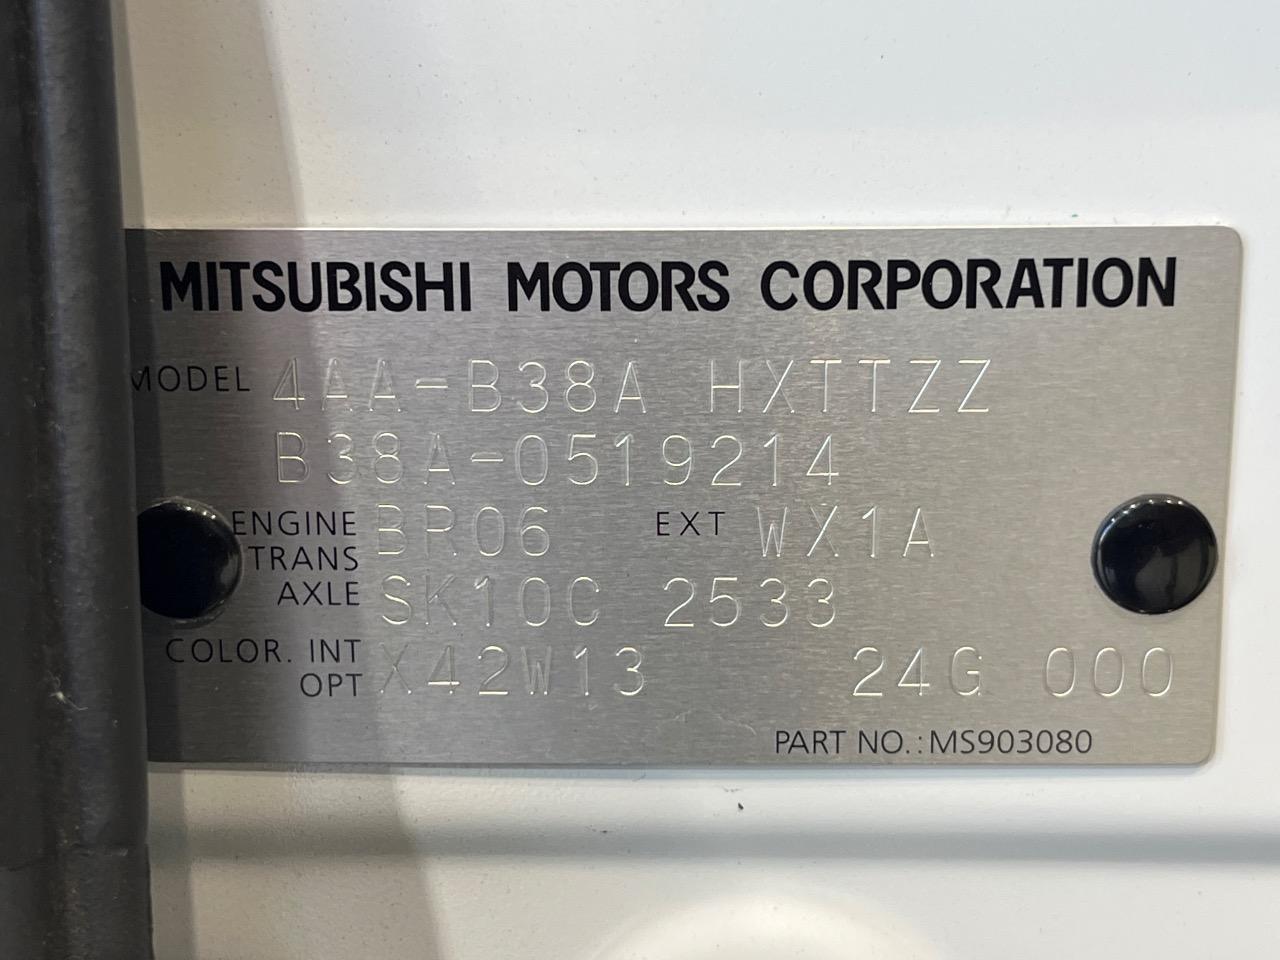 MITSUBISHI MOTORS CORPORATION
MODEL 4AA-B38A HXTTZZ
B38A-0519214
ENGINE BR06 EXT WX1A
TRANS
AXLE SK10C 2533
COLOR. INT
OPT X42W13 24G 000
PART NO.:MS903080